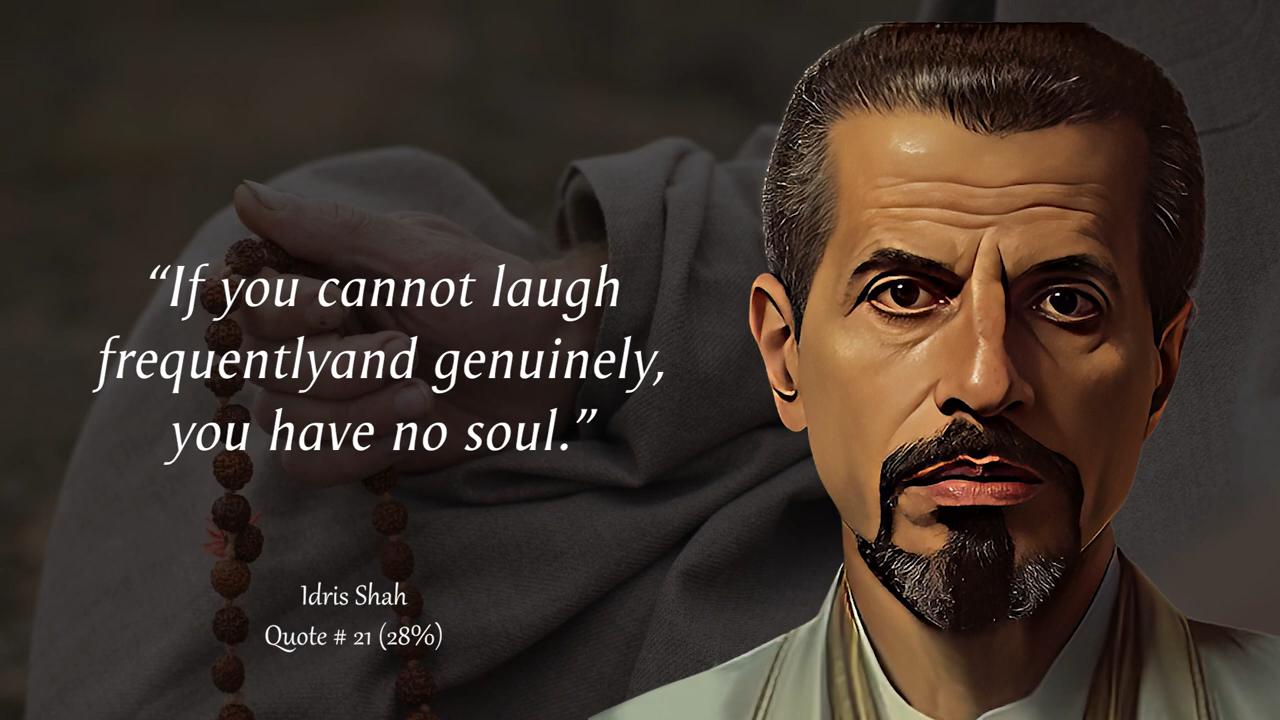 “If you cannot laugh
frequentlyand genuinely,
you have no soul.”
Idris Shah
Quote # 21 (28%)